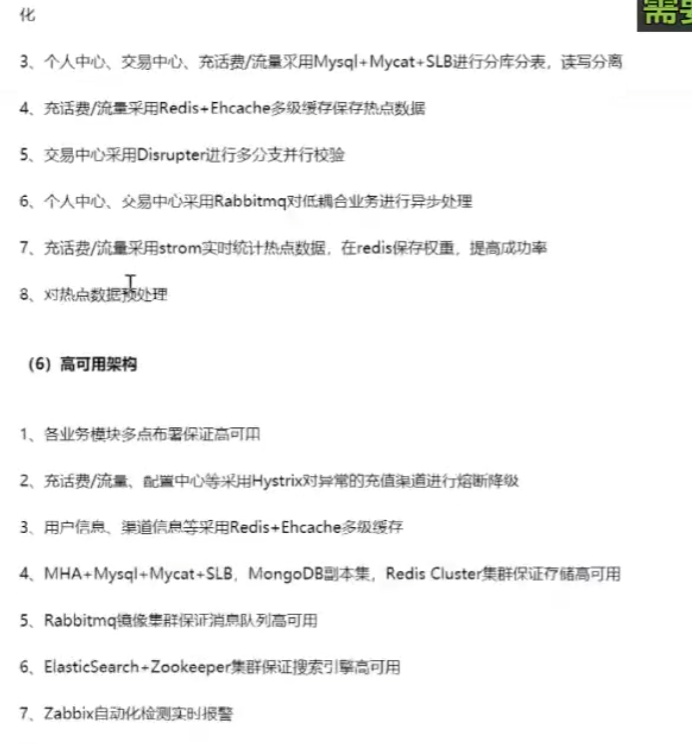 化
需
3、个人中心、交易中心、充话费/流量采用Mysql+Mycat+SLB进行分库分表，读写分离
4、充话费/流量采用Redis+Ehcache多级缓存保存热点数据
5、交易中心采用Disrupter进行多分支并行校验
6、个人中心、交易中心采用Rabbitmq对低耦合业务进行异步处理
7、充话费/流量采用strom实时统计热点数据，在redis保存权重，提高成功率
8、对热点数据预处理
（6）高可用架构
1、各业务模块多点布署保证高可用
2、充话费/流量、配置中心等采用Hystrix对异常的充值渠道进行熔断降级
3、用户信息、渠道信息等采用Redis+Ehcache多级缓存
4、MHA+Mysql+Mycat+SLB，MongoDB副本集，Redis Cluster集群保证存储高可用
5、Rabbitmq镜像集群保证消息队列高可用
6、ElasticSearch+Zookeeper集群保证搜索引擎高可用
7、Zabbix自动化检测实时报警